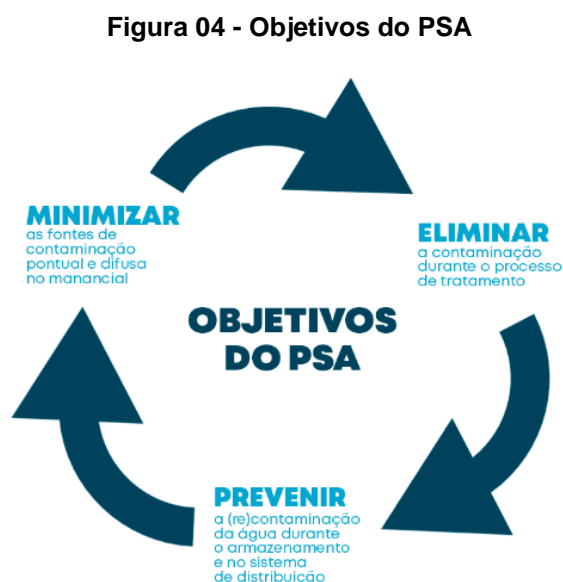 Figura 04 - Objetivos do PSA
MINIMIZAR
as fontes de
contaminação
pontual e difusa
no manancial
ELIMINAR
a contaminação
durante o processo
de tratamento
OBJETIVOS
DO PSA
PREVENIR
a (re)contaminação
da água durante
o armazenamento
e no sistema
de distribuição